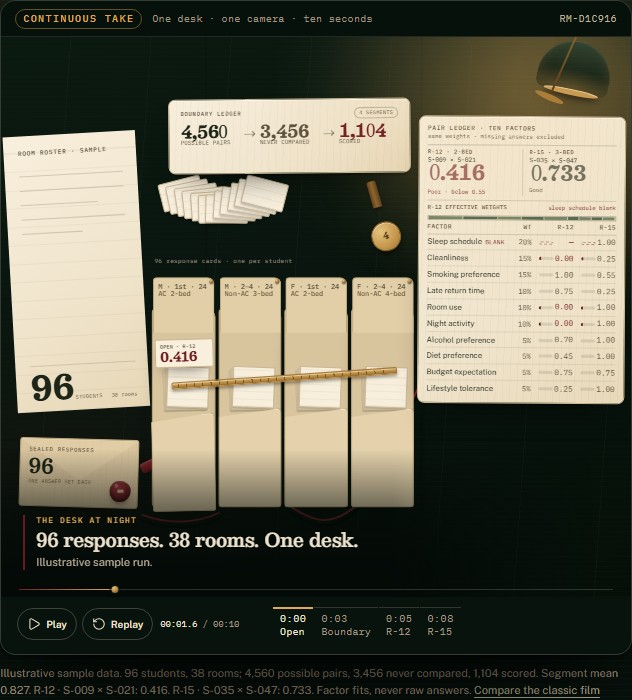 CONTINUOUS TAKE
One desk · one camera · ten seconds
RM-D1C916
BOUNDARY LEDGER
4 SEGMENTS
4,560 → 3,456 → 1,104
POSSIBLE PAIRS NEVER COMPARED SCORED
ROOM ROSTER · SAMPLE
96
STUDENTS 38 rooms
4
96 response cards · one per student
M · 1st · 24
AC 2-bed
M · 2-4 · 24
Non-AC 3-bed
F · 1st · 24
AC 2-bed
F · 2-4 · 24
Non-AC 4-bed
OPEN · R-12
0.416
SEALED RESPONSES
96
ONE ANSWER SET EACH
PAIR LEDGER · TEN FACTORS
same weights · missing answers excluded
R-12 · 2-BED
S-009 × S-021
0.416
Poor · below 0.55
R-15 · 3-BED
S-035 × S-047
0.733
Good
R-12 EFFECTIVE WEIGHTS sleep schedule blank
FACTOR WT R-12 R-15
Sleep schedule BLANK 20% — 1.00
Cleanliness 15% 0.00 0.25
Smoking preference 15% 1.00 0.55
Late return time 10% 0.75 0.25
Room use 10% 0.00 1.00
Night activity 10% 0.00 1.00
Alcohol preference 5% 0.70 1.00
Diet preference 5% 0.45 1.00
Budget expectation 5% 0.75 0.75
Lifestyle tolerance 5% 0.25 1.00
THE DESK AT NIGHT
96 responses. 38 rooms. One desk.
Illustrative sample run.
Play
Replay
00:01.6 / 00:10
0:00
Open
0:03
Boundary
0:05
R-12
0:08
R-15
Illustrative sample data. 96 students, 38 rooms; 4,560 possible pairs, 3,456 never compared, 1,104 scored. Segment mean
0.827. R-12 · S-009 × S-021: 0.416. R-15 · S-035 × S-047: 0.733. Factor fits, never raw answers. Compare the classic film